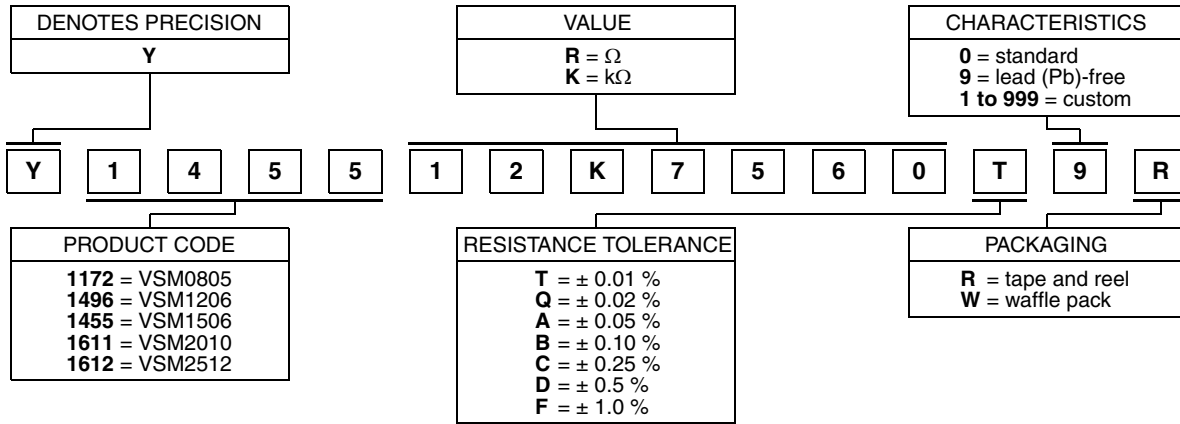 DENOTES PRECISION
Y
VALUE
R = Ω
K = kΩ
CHARACTERISTICS
0 = standard
9 = lead (Pb)-free
1 to 999 = custom
Y 1 4 5 5 1 2 K 7 5 6 0 T 9 R
PRODUCT CODE
1172 = VSM0805
1496 = VSM1206
1455 = VSM1506
1611 = VSM2010
1612 = VSM2512
RESISTANCE TOLERANCE
T = ± 0.01 %
Q = ± 0.02 %
A = ± 0.05 %
B = ± 0.10 %
C = ± 0.25 %
D = ± 0.5 %
F = ± 1.0 %
PACKAGING
R = tape and reel
W = waffle pack